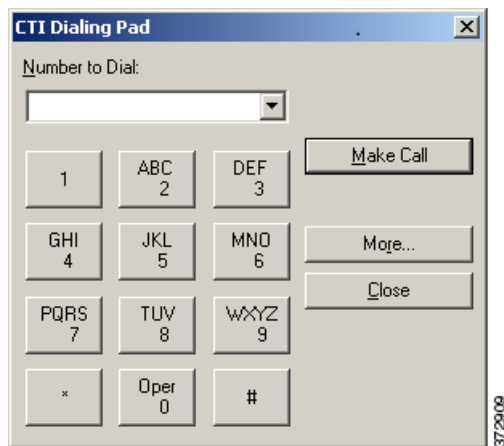 CTI Dialing Pad
Number to Dial:
Make Call
1
ABC
2
DEF
3
GHI
4
JKL
5
MNO
6
More...
Close
PQRS
7
TUV
8
WXYZ
9
*
Oper
0
#
372909